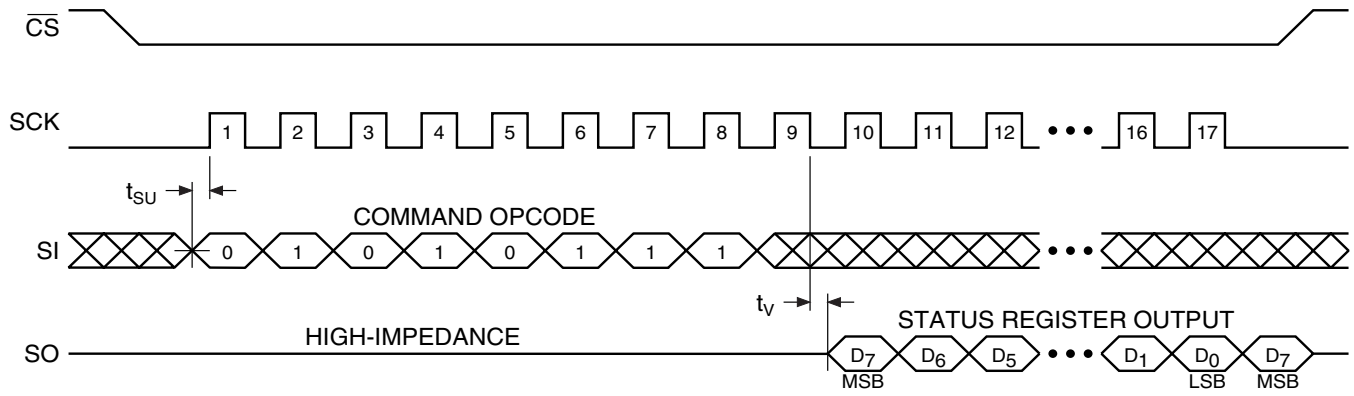 CS
SCK
1 2 3 4 5 6 7 8 9 10 11 12 ••• 16 17
tSU
COMMAND OPCODE
SI
0 1 0 1 0 1 1 1 •••
tV
STATUS REGISTER OUTPUT
HIGH-IMPEDANCE
SO
D7 D6 D5 ••• D1 D0 D7
MSB LSB MSB